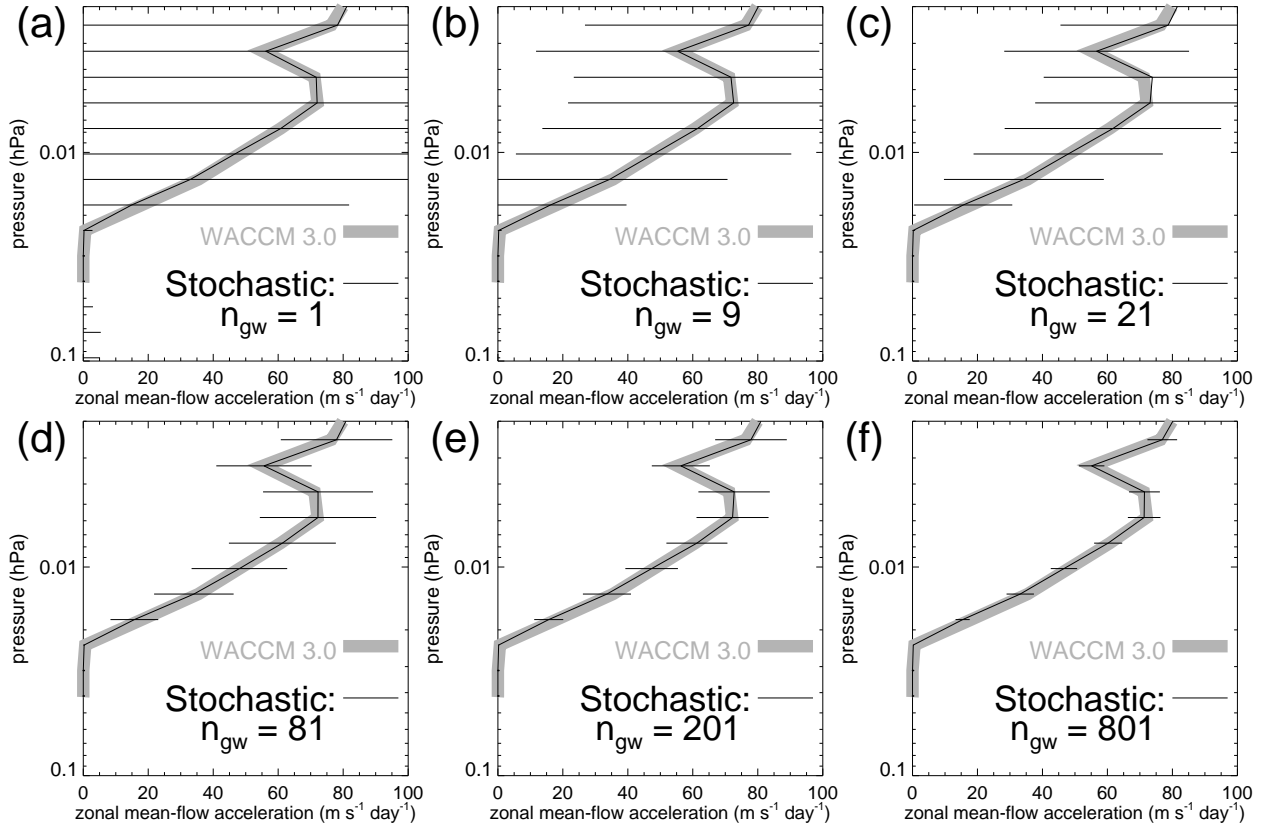 (a)
pressure (hPa)
0.01
0.1
WACCM 3.0
Stochastic:
n_gw = 1
0 20 40 60 80 100
zonal mean-flow acceleration (m s⁻¹ day⁻¹)
(b)
pressure (hPa)
0.01
0.1
WACCM 3.0
Stochastic:
n_gw = 9
0 20 40 60 80 100
zonal mean-flow acceleration (m s⁻¹ day⁻¹)
(c)
pressure (hPa)
0.01
0.1
WACCM 3.0
Stochastic:
n_gw = 21
0 20 40 60 80 100
zonal mean-flow acceleration (m s⁻¹ day⁻¹)
(d)
pressure (hPa)
0.01
0.1
WACCM 3.0
Stochastic:
n_gw = 81
0 20 40 60 80 100
zonal mean-flow acceleration (m s⁻¹ day⁻¹)
(e)
pressure (hPa)
0.01
0.1
WACCM 3.0
Stochastic:
n_gw = 201
0 20 40 60 80 100
zonal mean-flow acceleration (m s⁻¹ day⁻¹)
(f)
pressure (hPa)
0.01
0.1
WACCM 3.0
Stochastic:
n_gw = 801
0 20 40 60 80 100
zonal mean-flow acceleration (m s⁻¹ day⁻¹)